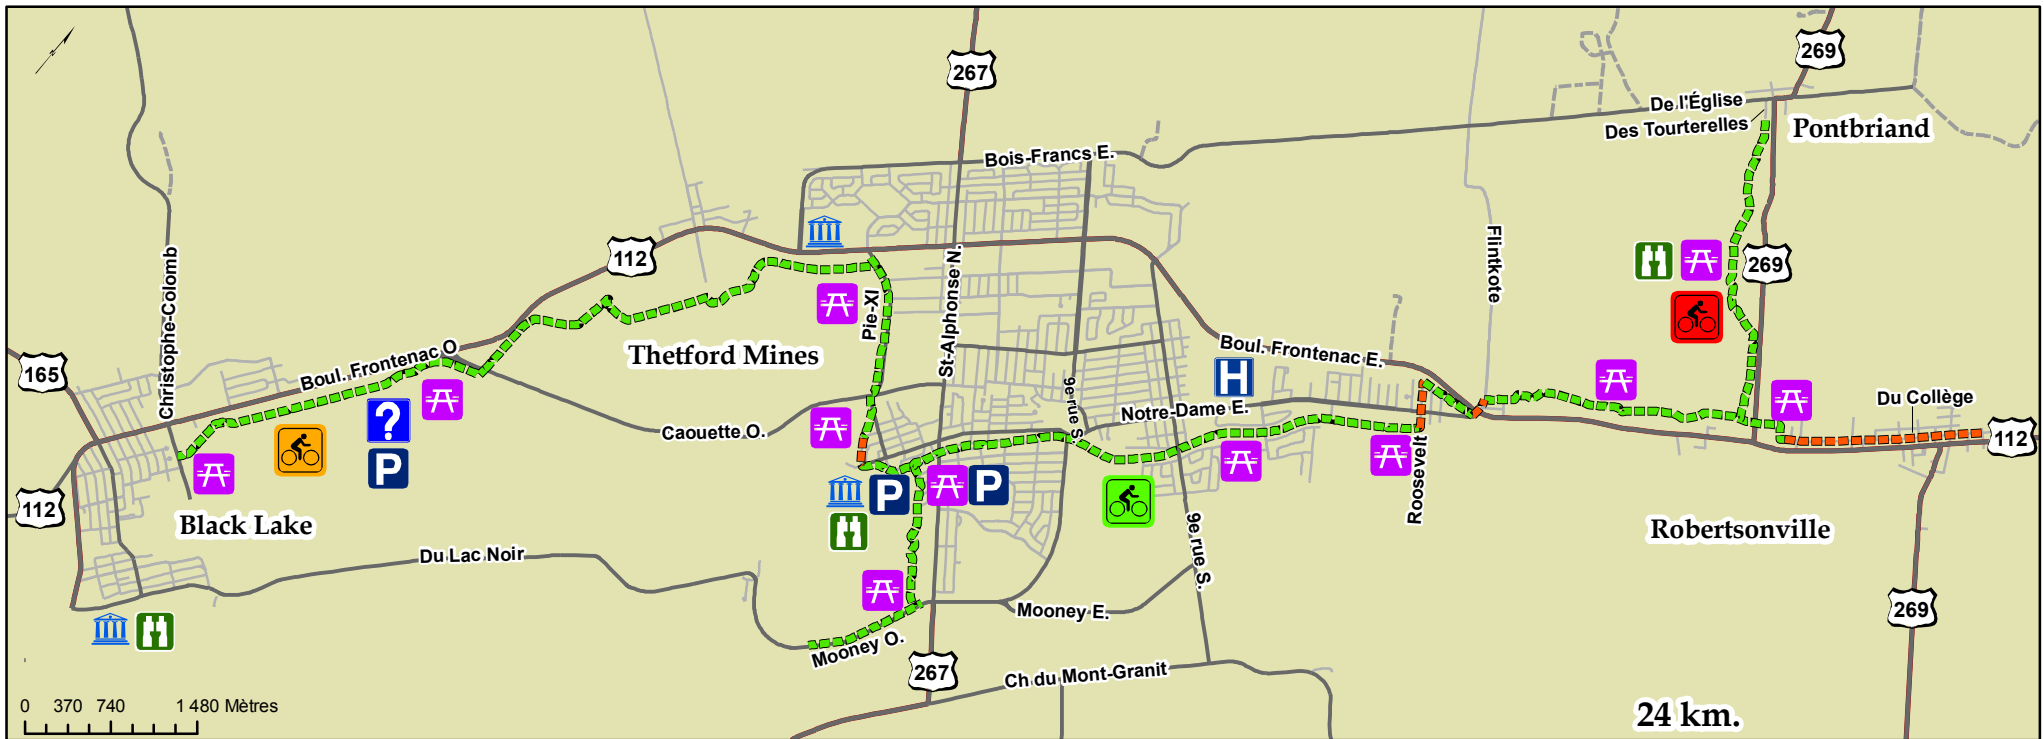 269
267
De l'Église
Des Tourterelles
Pontbriand
Bois-Francs E.
112
269
Christophe-Colomb
St-Alphonse N.
Flintkote
Pie-XI
165
Boul. Frontenac O
Thetford Mines
Boul. Frontenac E.
H
9e rue S.
Notre-Dame E.
Du Collège
?
Caouette O.
112
P
Roosevelt
112
Black Lake
P
P
9e rue S.
Robertsonville
Du Lac Noir
Mooney E.
269
Mooney O.
267
Ch du Mont-Granit
0 370 740 1 480 Mètres
24 km.